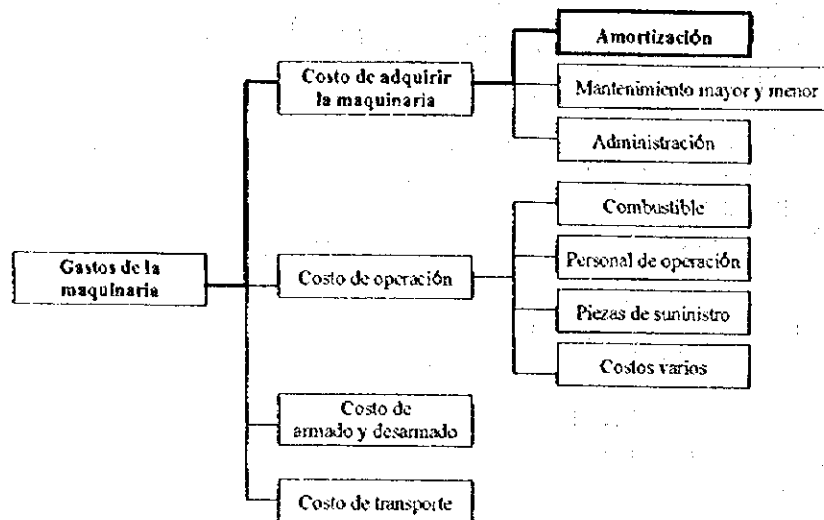 Amortización
Costo de adquirir
la maquinaria
Mantenimiento mayor y menor
Administración
Combustible
Gastos de la
maquinaria
Costo de operación
Personal de operación
Piezas de suministro
Costos varios
Costo de
armado y desarmado
Costo de transporte